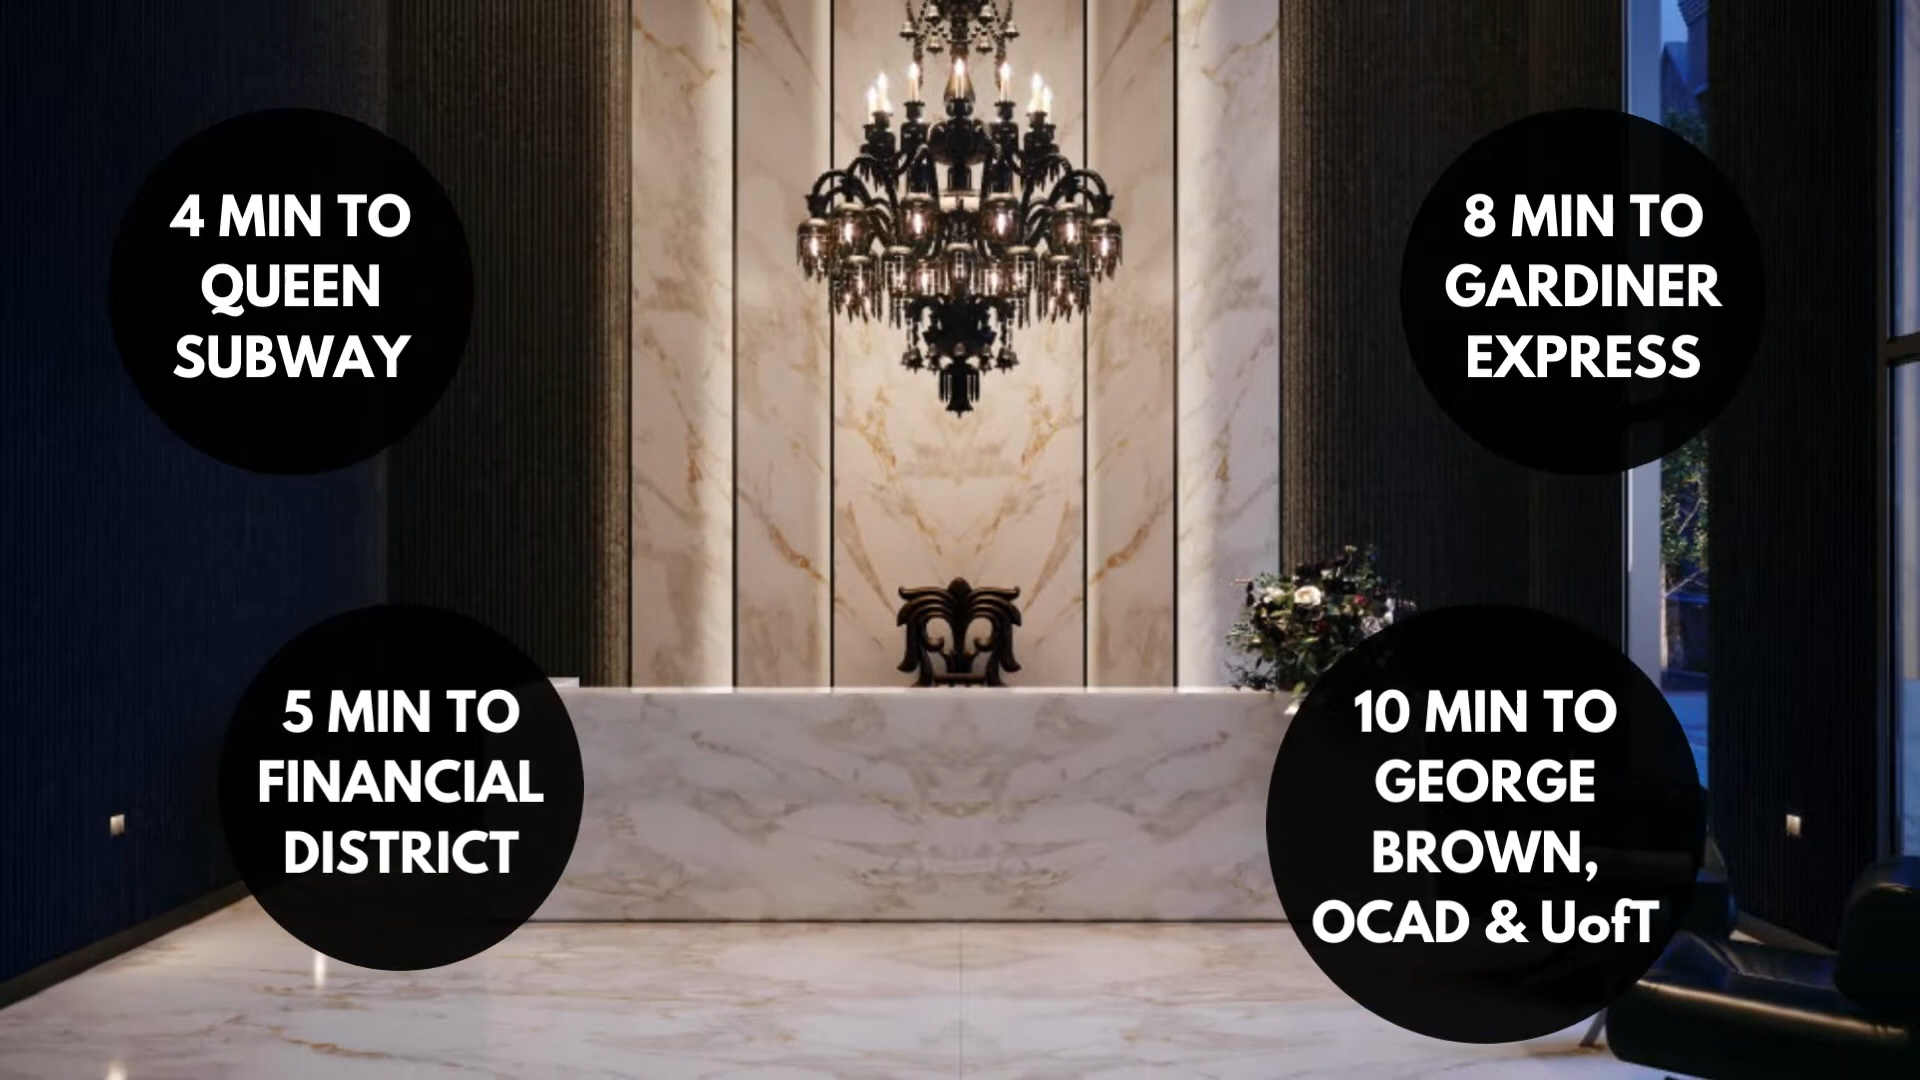 4 MIN TO
QUEEN
SUBWAY
8 MIN TO
GARDINER
EXPRESS
5 MIN TO
FINANCIAL
DISTRICT
10 MIN TO
GEORGE
BROWN,
OCAD & UofT